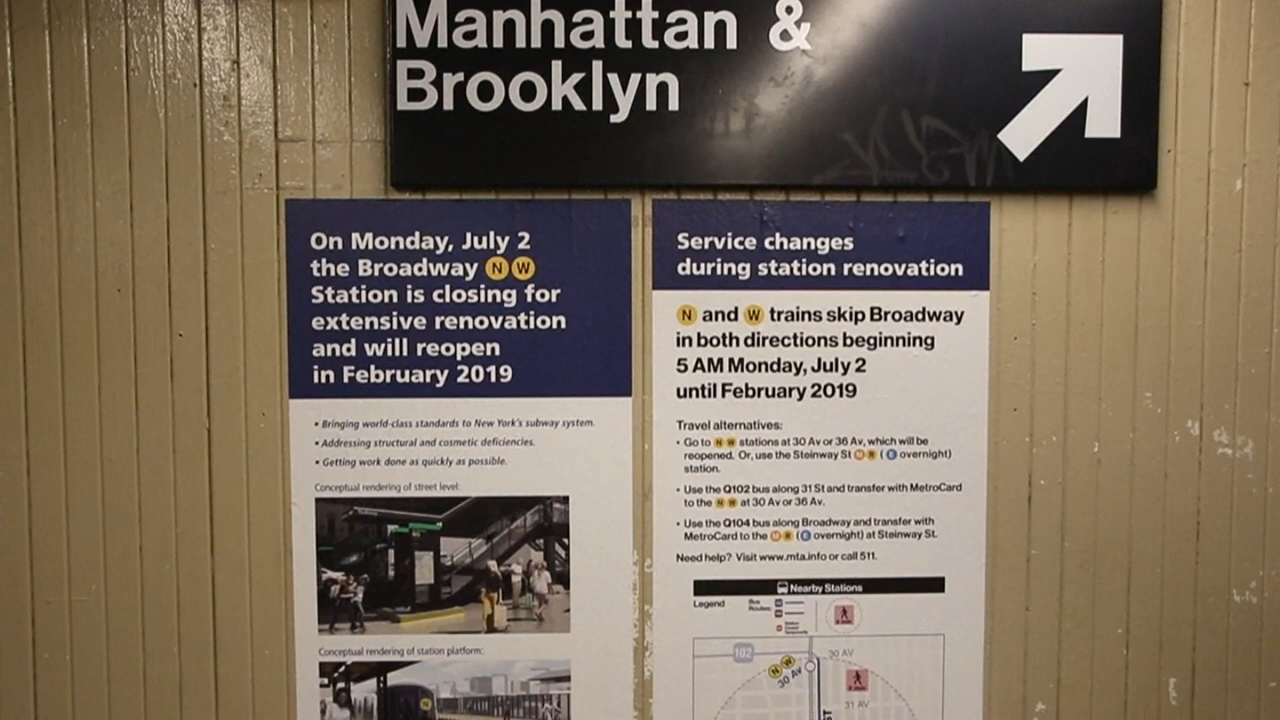 Manhattan &
Brooklyn
On Monday, July 2
the Broadway N W
Station is closing for
extensive renovation
and will reopen
in February 2019
• Bringing world-class standards to New York's subway system.
• Addressing structural and cosmetic deficiencies.
• Getting work done as quickly as possible.
Conceptual rendering of street level:
Conceptual rendering of station platform:
W
Service changes
during station renovation
N and W trains skip Broadway
in both directions beginning
5 AM Monday, July 2
until February 2019
Travel alternatives:
• Go to N W stations at 30 Av or 36 Av, which will be
reopened. Or, use the Steinway St M R (E overnight)
station.
• Use the Q102 bus along 31 St and transfer with MetroCard
to the N W at 30 Av or 36 Av.
• Use the Q104 bus along Broadway and transfer with
MetroCard to the M R (E overnight) at Steinway St.
Need help? Visit www.mta.info or call 511.
Nearby Stations
Legend
Bus
Routes:
Station
Closed
Temporarily
102
30 AV
N W
30 AV
31 AV
ST